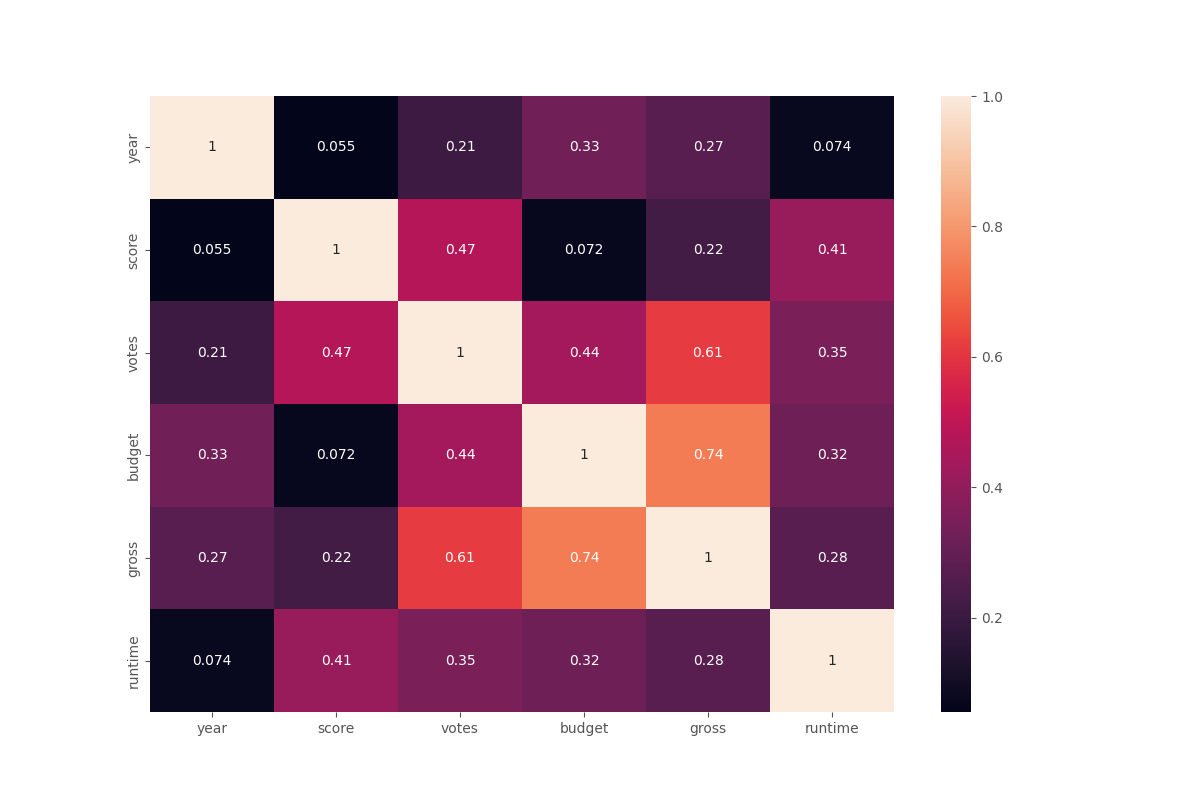 1.0
year 1 0.055 0.21 0.33 0.27 0.074
0.8
score 0.055 1 0.47 0.072 0.22 0.41
votes 0.21 0.47 1 0.44 0.61 0.35
0.6
budget 0.33 0.072 0.44 1 0.74 0.32
0.4
gross 0.27 0.22 0.61 0.74 1 0.28
0.2
runtime 0.074 0.41 0.35 0.32 0.28 1
year score votes budget gross runtime